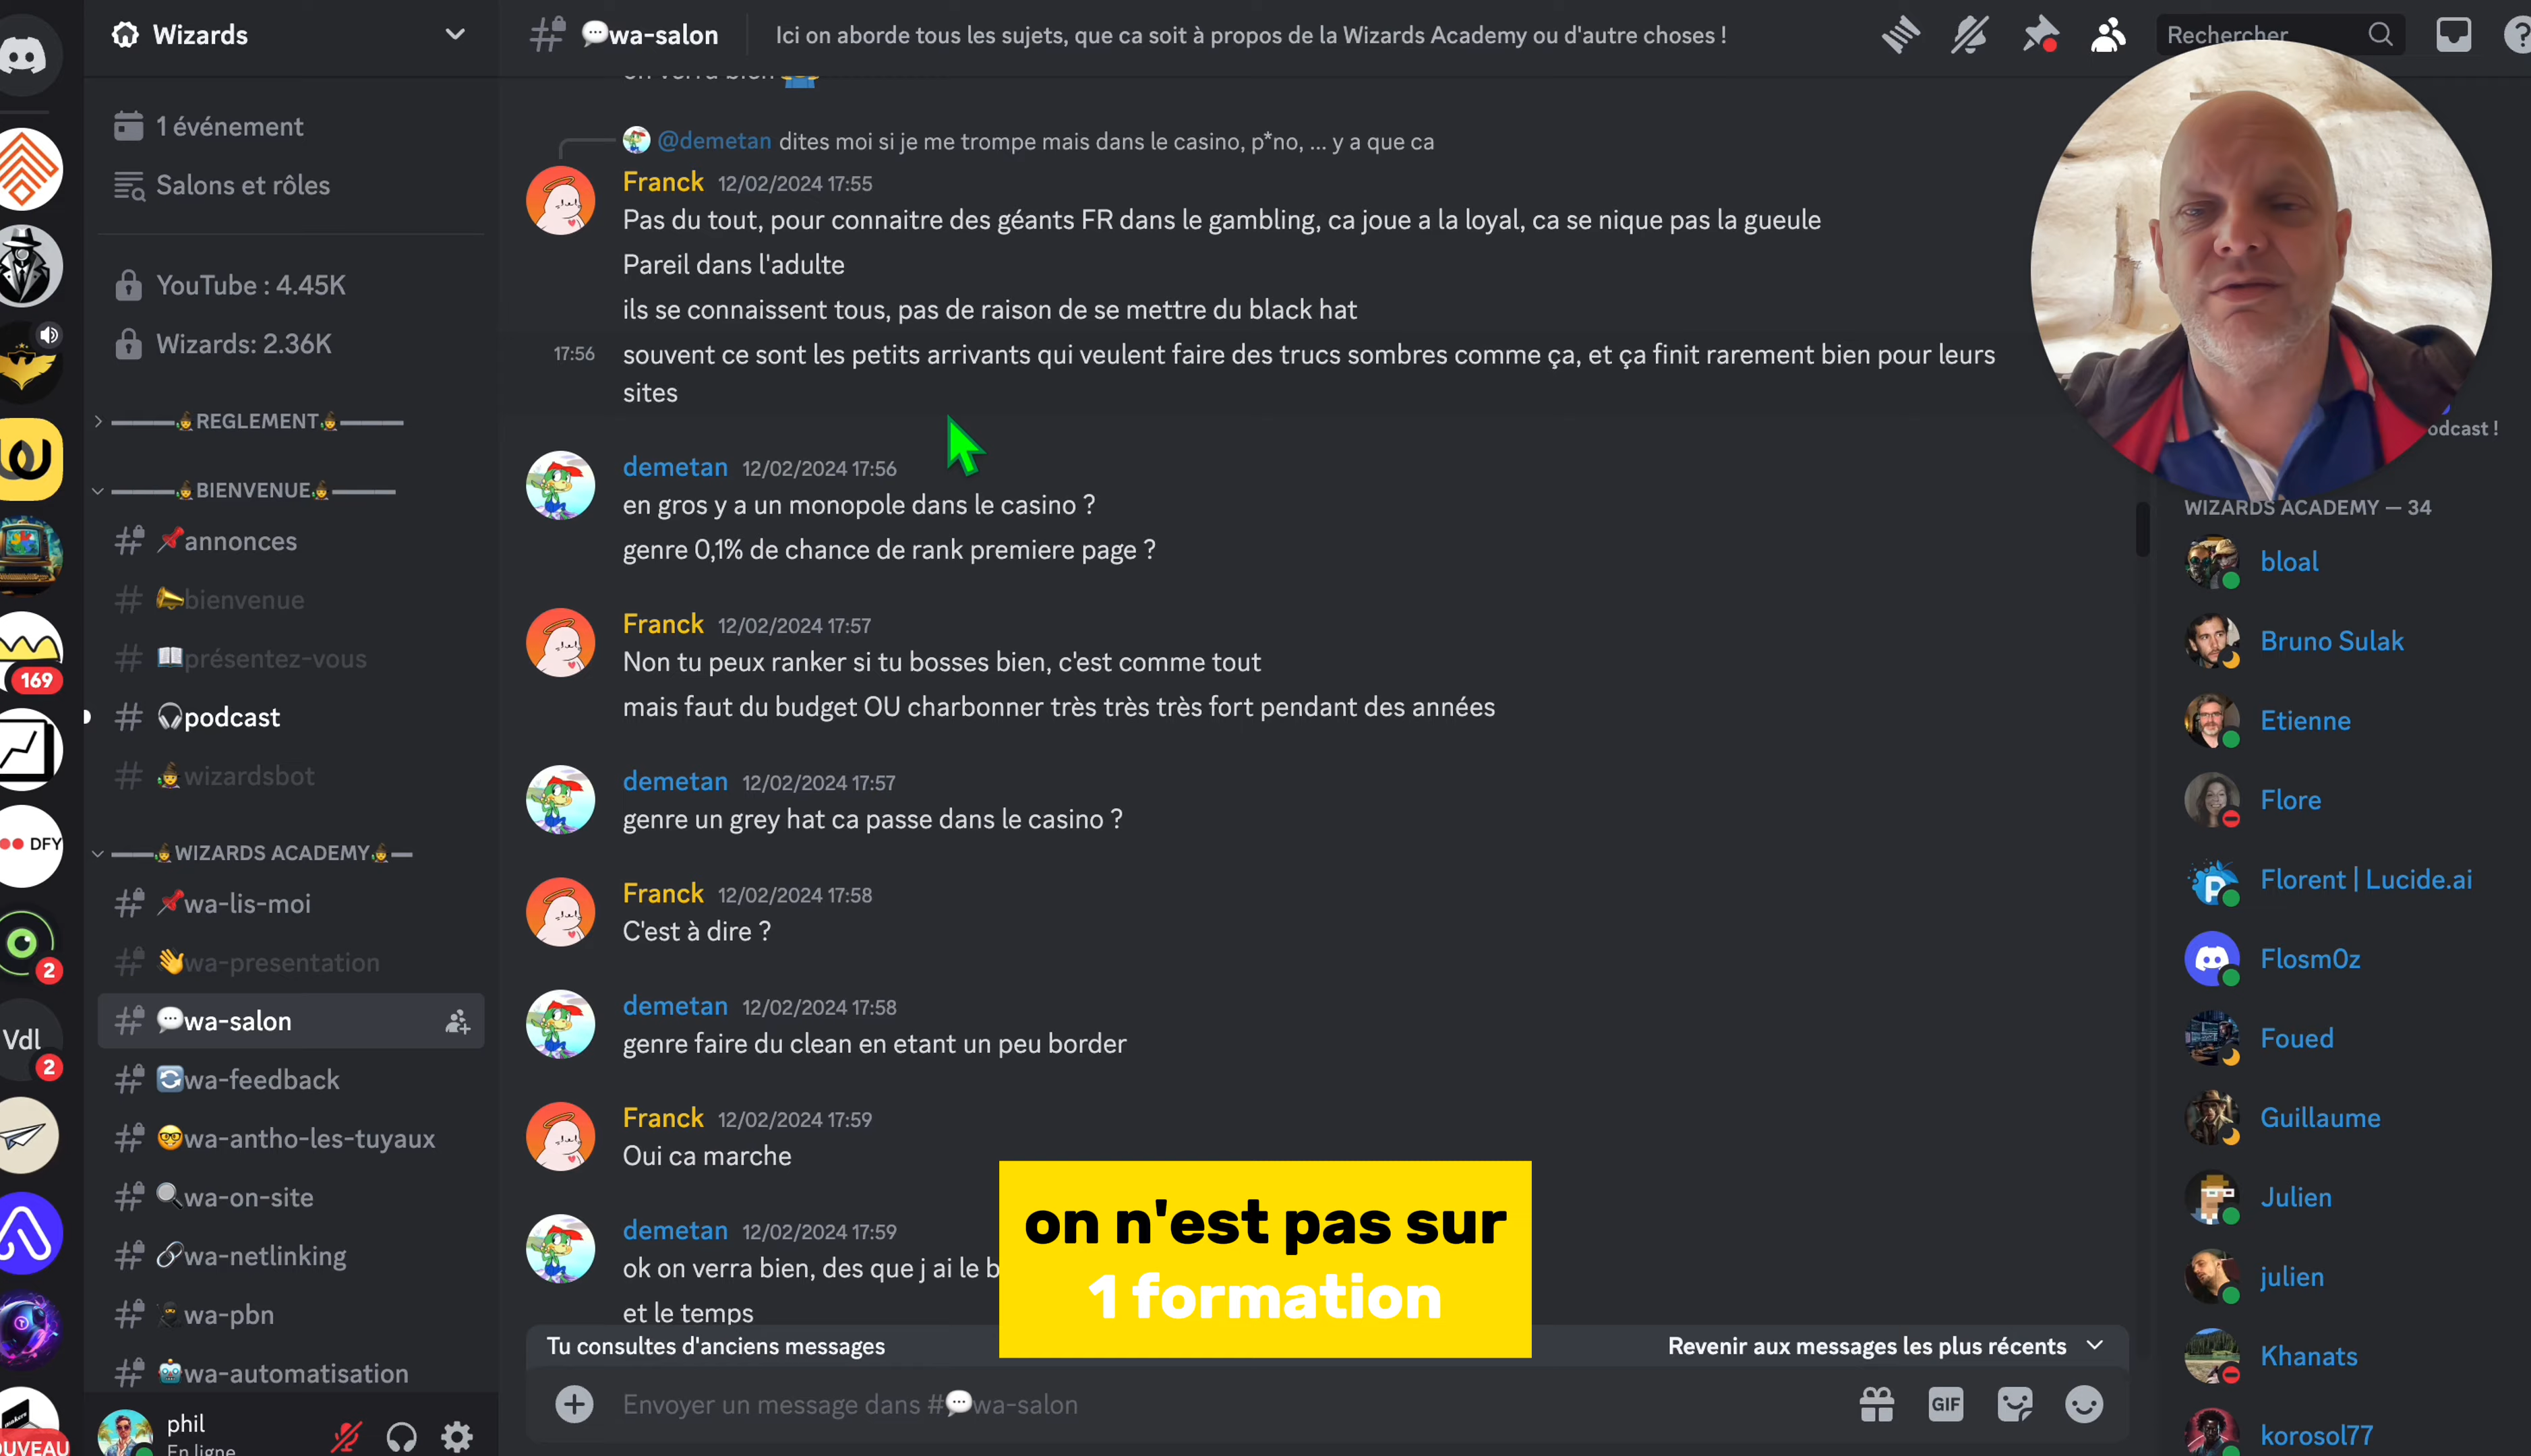 Wizards
1 événement
Salons et rôles
YouTube : 4.45K
Wizards: 2.36K
REGLEMENT
BIENVENUE
annonces
bienvenue
présentez-vous
podcast
wizardsbot
WIZARDS ACADEMY
wa-lis-moi
wa-presentation
wa-salon
wa-feedback
wa-antho-les-tuyaux
wa-on-site
wa-netlinking
wa-pbn
wa-automatisation
phil
En ligne
169
DFY
2
Vdl
2
OUVEAU
wa-salon
Ici on aborde tous les sujets, que ca soit à propos de la Wizards Academy ou d'autre choses !
Rechercher
on verra bien
@demetan dites moi si je me trompe mais dans le casino, p*no, ... y a que ca
Franck 12/02/2024 17:55
Pas du tout, pour connaitre des géants FR dans le gambling, ca joue a la loyal, ca se nique pas la gueule
Pareil dans l'adulte
ils se connaissent tous, pas de raison de se mettre du black hat
17:56 souvent ce sont les petits arrivants qui veulent faire des trucs sombres comme ça, et ça finit rarement bien pour leurs
sites
demetan 12/02/2024 17:56
en gros y a un monopole dans le casino ?
genre 0,1% de chance de rank premiere page ?
Franck 12/02/2024 17:57
Non tu peux ranker si tu bosses bien, c'est comme tout
mais faut du budget OU charbonner très très très fort pendant des années
demetan 12/02/2024 17:57
genre un grey hat ca passe dans le casino ?
Franck 12/02/2024 17:58
C'est à dire ?
demetan 12/02/2024 17:58
genre faire du clean en etant un peu border
Franck 12/02/2024 17:59
Oui ca marche
demetan 12/02/2024 17:59
ok on verra bien, des que j ai le b
et le temps
on n'est pas sur
1 formation
Tu consultes d'anciens messages
Revenir aux messages les plus récents
Envoyer un message dans #wa-salon
GIF
odcast !
WIZARDS ACADEMY — 34
bloal
Bruno Sulak
Etienne
Flore
Florent | Lucide.ai
Flosm0z
Foued
Guillaume
Julien
julien
Khanats
korosol77